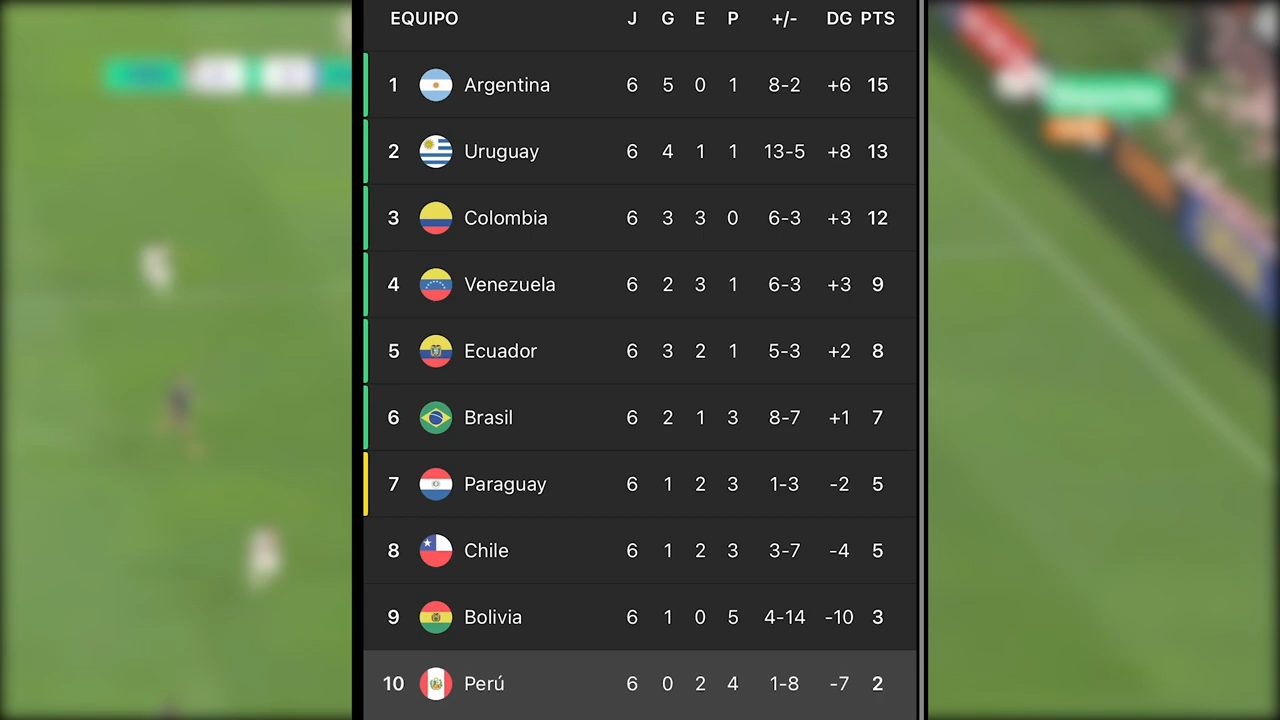 EQUIPO J G E P +/- DG PTS
1 Argentina 6 5 0 1 8-2 +6 15
2 Uruguay 6 4 1 1 13-5 +8 13
3 Colombia 6 3 3 0 6-3 +3 12
4 Venezuela 6 2 3 1 6-3 +3 9
5 Ecuador 6 3 2 1 5-3 +2 8
6 Brasil 6 2 1 3 8-7 +1 7
7 Paraguay 6 1 2 3 1-3 -2 5
8 Chile 6 1 2 3 3-7 -4 5
9 Bolivia 6 1 0 5 4-14 -10 3
10 Perú 6 0 2 4 1-8 -7 2